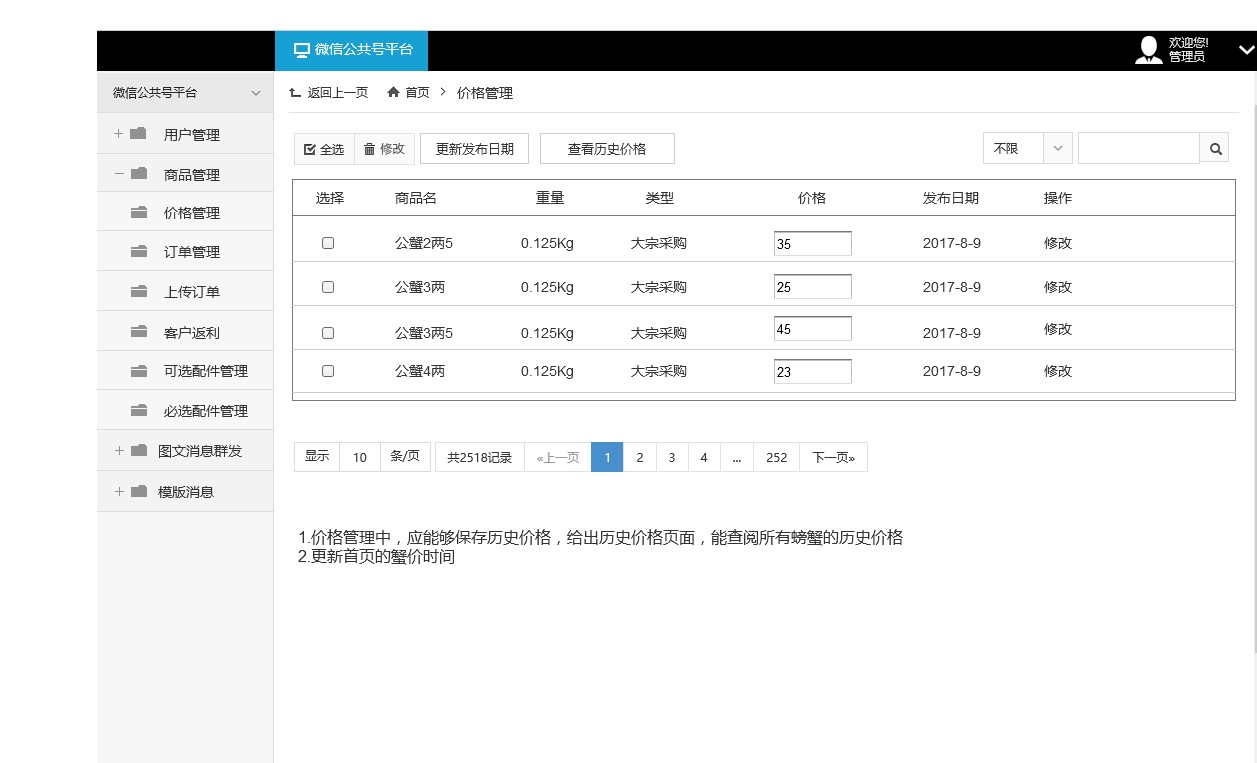 微信公共号平台
欢迎您!
管理员
微信公共号平台
返回上一页 首页 > 价格管理
用户管理
商品管理
价格管理
订单管理
上传订单
客户返利
可选配件管理
必选配件管理
图文消息群发
模版消息
全选 修改 更新发布日期 查看历史价格 不限
选择 商品名 重量 类型 价格 发布日期 操作
公蟹2两5 0.125Kg 大宗采购 35 2017-8-9 修改
公蟹3两 0.125Kg 大宗采购 25 2017-8-9 修改
公蟹3两5 0.125Kg 大宗采购 45 2017-8-9 修改
公蟹4两 0.125Kg 大宗采购 23 2017-8-9 修改
显示 10 条/页 共2518记录 «上一页 1 2 3 4 ... 252 下一页»
1.价格管理中，应能够保存历史价格，给出历史价格页面，能查阅所有螃蟹的历史价格
2.更新首页的蟹价时间